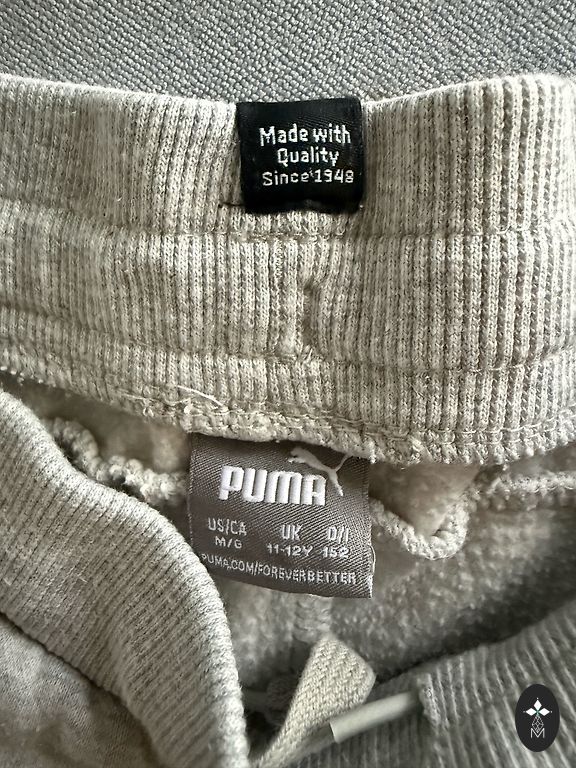 Made with
Quality
Since 1948
PUMA
US/CA UK D/I
M/G 11-12Y 152
PUMA.COM/FOREVERBETTER
M